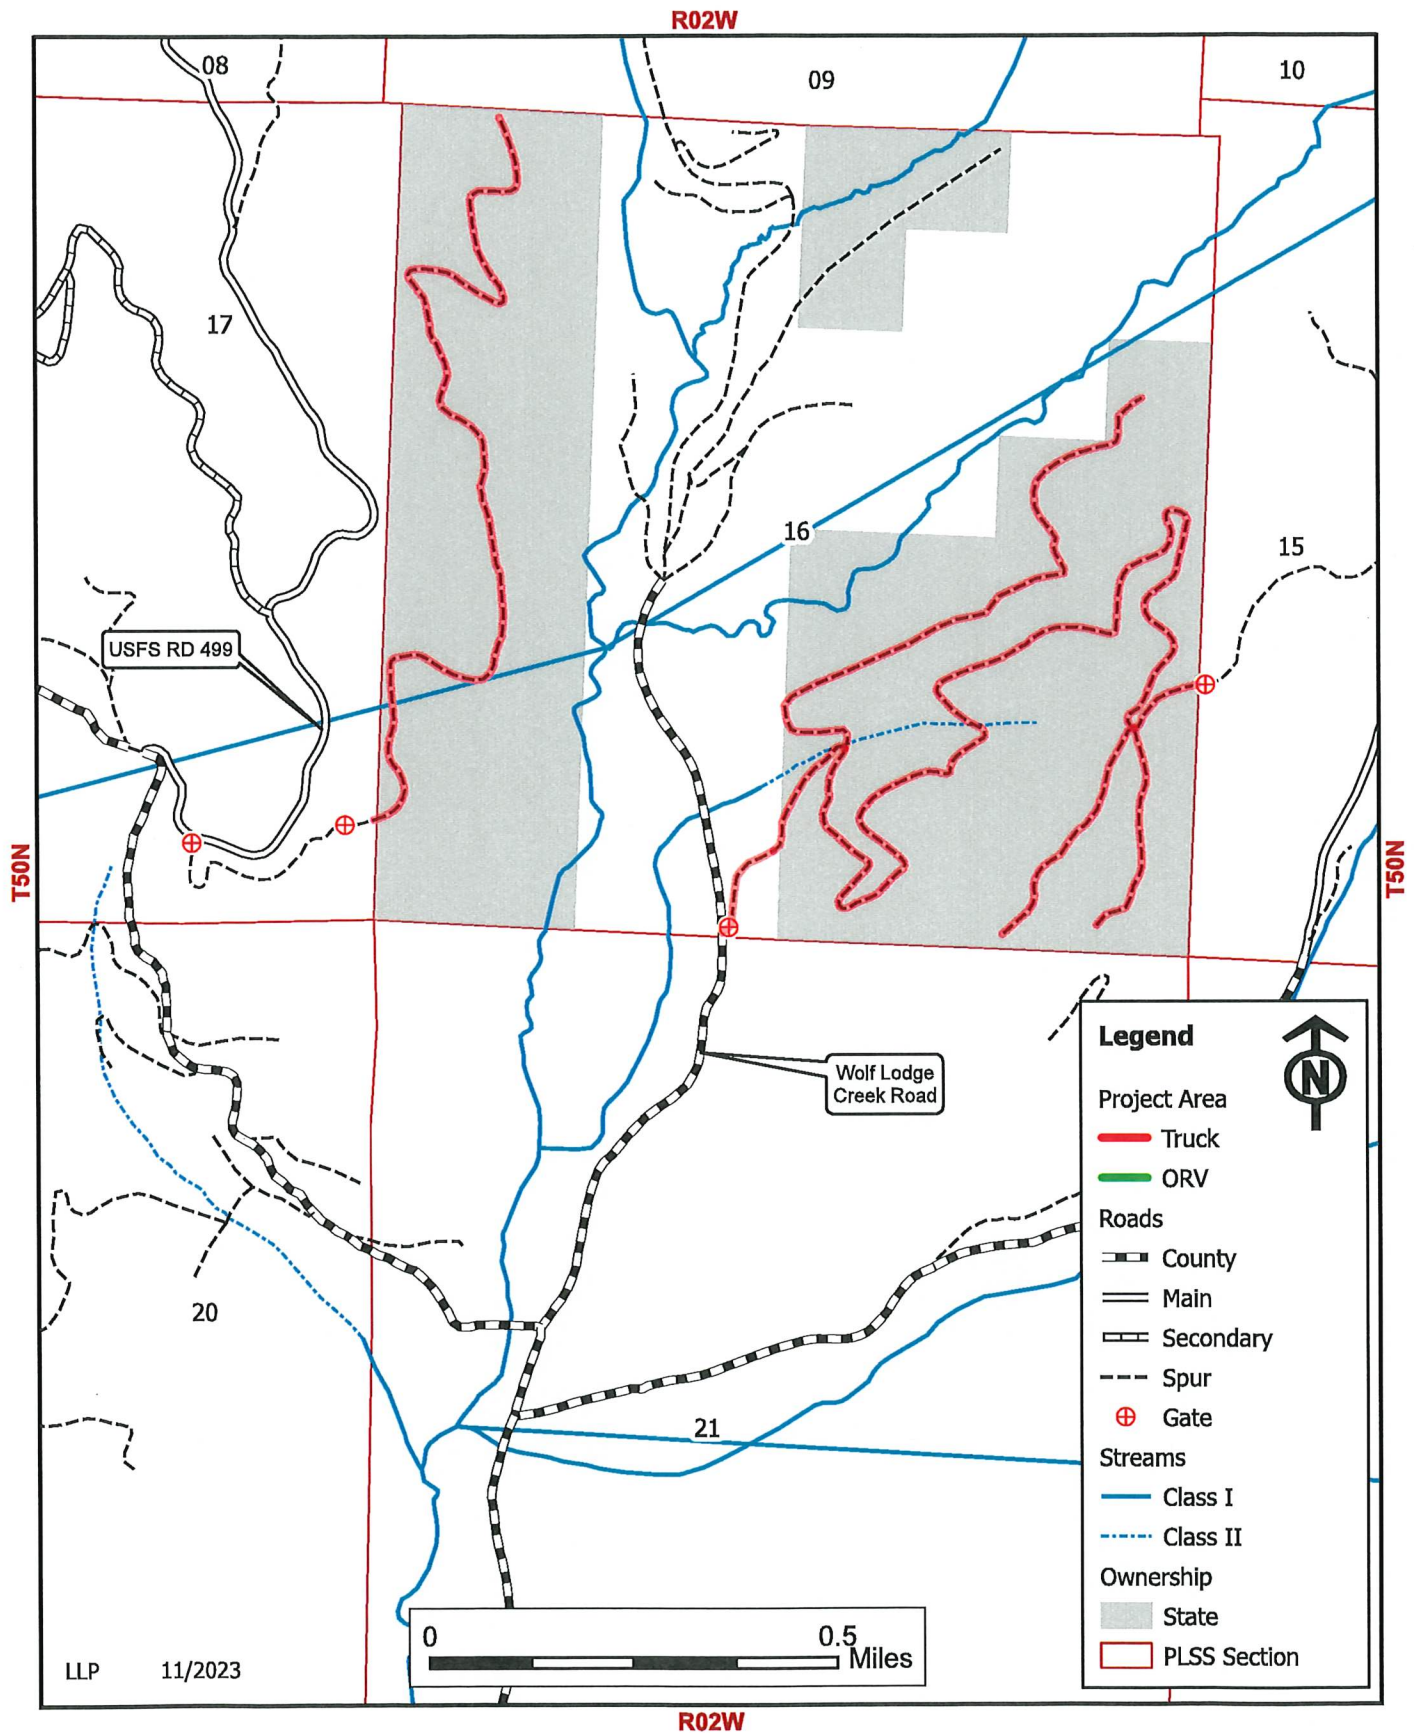 R02W
08
09
10
17
16
15
USFS RD 499
T50N
T50N
Wolf Lodge
Creek Road
20
21
Legend
N
Project Area
Truck
ORV
Roads
County
Main
Secondary
Spur
Gate
Streams
Class I
Class II
Ownership
State
PLSS Section
0
0.5
Miles
LLP
11/2023
R02W